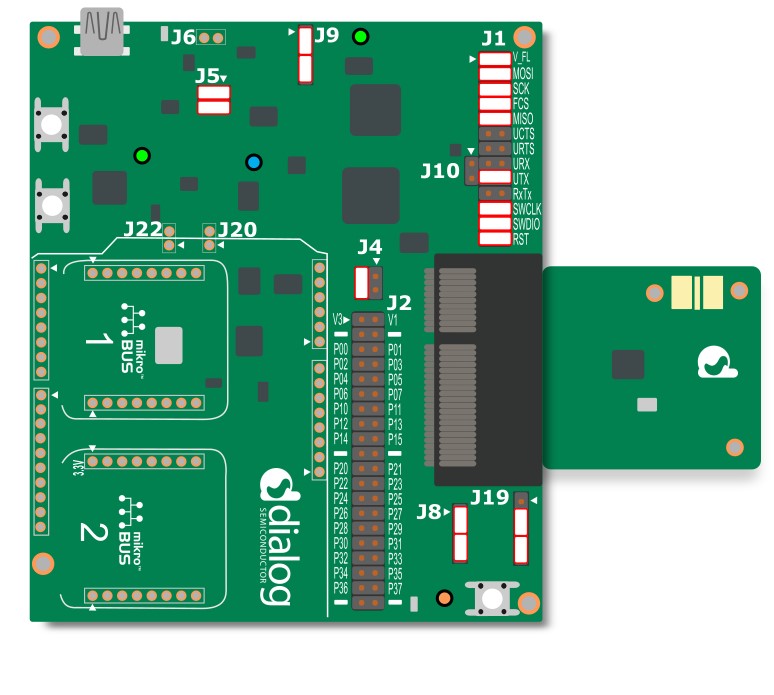 J6
J9
J1
V_FL
MOSI
SCK
FCS
MISO
UCTS
URTS
URX
UTX
RxTx
SWCLK
SWDIO
RST
J5
J10
J22
J20
J4
J2
V3 V1
P00 P01
P02 P03
P04 P05
P06 P07
P10 P11
P12 P13
P14 P15
P20 P21
P22 P23
P24 P25
P26 P27
P28 P29
P30 P31
P32 P33
P34 P35
P36 P37
1
mikro™
BUS
3.3V
2
mikro™
BUS
dialog
SEMICONDUCTOR
J8
J19